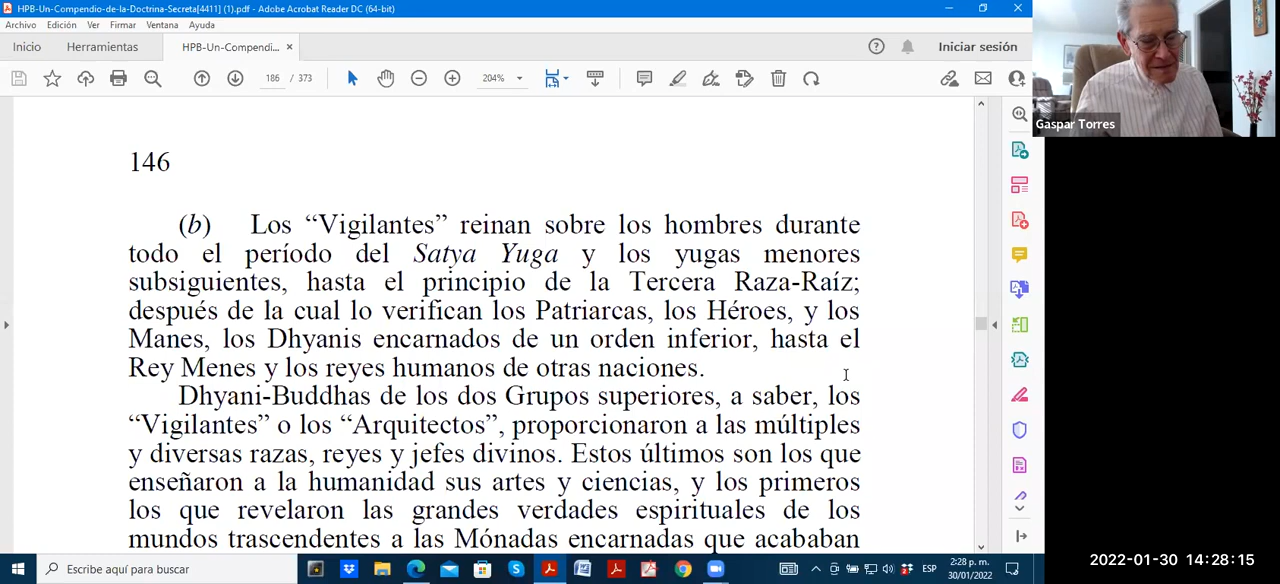 HPB-Un-Compendio-de-la-Doctrina-Secreta[4411] (1).pdf - Adobe Acrobat Reader DC (64-bit)
Archivo Edición Ver Firmar Ventana Ayuda
Inicio Herramientas HPB-Un-Compendi... × Iniciar sesión
186 / 373 204%
Gaspar Torres
146
(b) Los “Vigilantes” reinan sobre los hombres durante
todo el período del Satya Yuga y los yugas menores
subsiguientes, hasta el principio de la Tercera Raza-Raíz;
después de la cual lo verifican los Patriarcas, los Héroes, y los
Manes, los Dhyanis encarnados de un orden inferior, hasta el
Rey Menes y los reyes humanos de otras naciones.
Dhyani-Buddhas de los dos Grupos superiores, a saber, los
“Vigilantes” o los “Arquitectos”, proporcionaron a las múltiples
y diversas razas, reyes y jefes divinos. Estos últimos son los que
enseñaron a la humanidad sus artes y ciencias, y los primeros
los que revelaron las grandes verdades espirituales de los
mundos trascendentes a las Mónadas encarnadas que acababan
Escribe aquí para buscar
ESP
2:28 p. m.
30/01/2022
2022-01-30 14:28:15